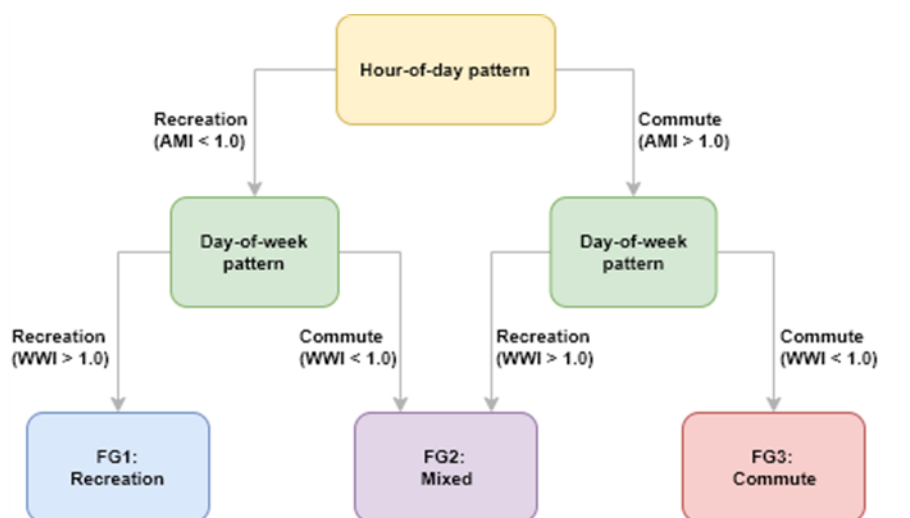 Hour-of-day pattern
Recreation
(AMI < 1.0)
Commute
(AMI > 1.0)
Day-of-week
pattern
Day-of-week
pattern
Recreation
(WWI > 1.0)
Commute
(WWI < 1.0)
Recreation
(WWI > 1.0)
Commute
(WWI < 1.0)
FG1:
Recreation
FG2:
Mixed
FG3:
Commute